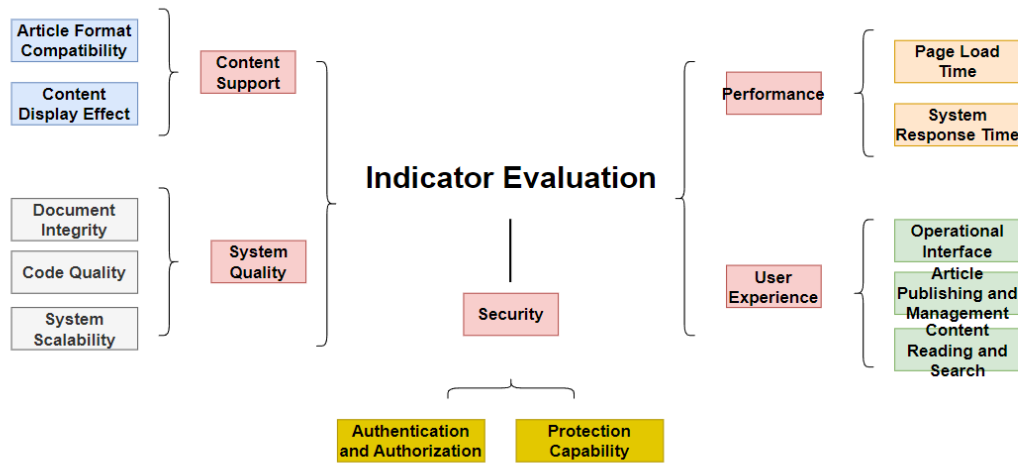 Article Format
Compatibility
Content
Display Effect
Content
Support
Document
Integrity
Code Quality
System
Scalability
System
Quality
Indicator Evaluation
Security
Authentication
and Authorization
Protection
Capability
Performance
Page Load
Time
System
Response Time
User
Experience
Operational
Interface
Article
Publishing and
Management
Content
Reading and
Search